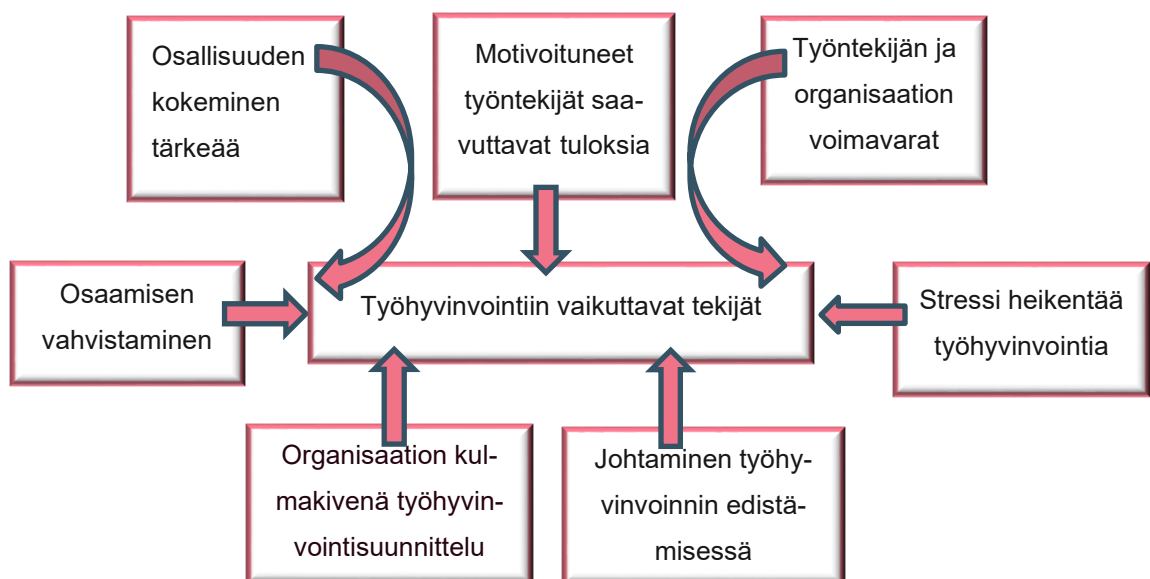 Osallisuuden
kokeminen
tärkeää
Motivoituneet
työntekijät saa-
vuttavat tuloksia
Työntekijän ja
organisaation
voimavarat
Osaamisen
vahvistaminen
Työhyvinvointiin vaikuttavat tekijät
Stressi heikentää
työhyvinvointia
Organisaation kul-
makivenä työhyvin-
vointisuunnittelu
Johtaminen työhy-
vinvoinnin edistä-
misessä